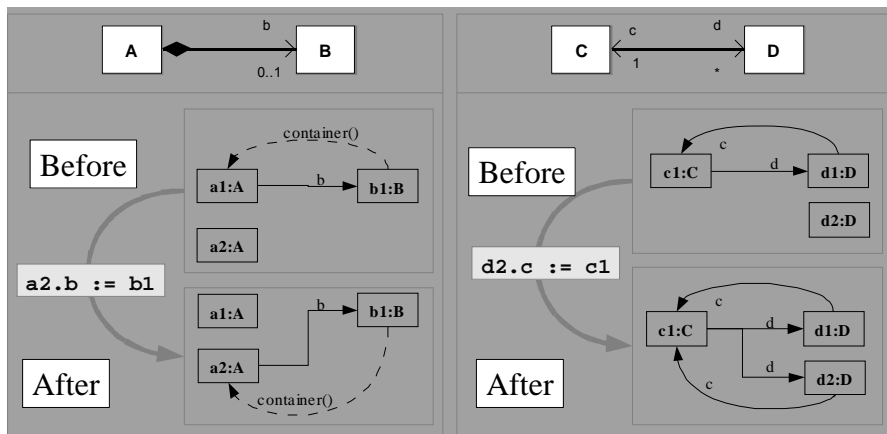 b
A
B
0..1
Before
container()
a1:A
b
b1:B
a2:A
a2.b := b1
a1:A
b
b1:B
a2:A
After
container()
c
d
C
D
1
*
Before
c
c1:C
d
d1:D
d2:D
d2.c := c1
c
c1:C
d
d1:D
d
d2:D
After
c